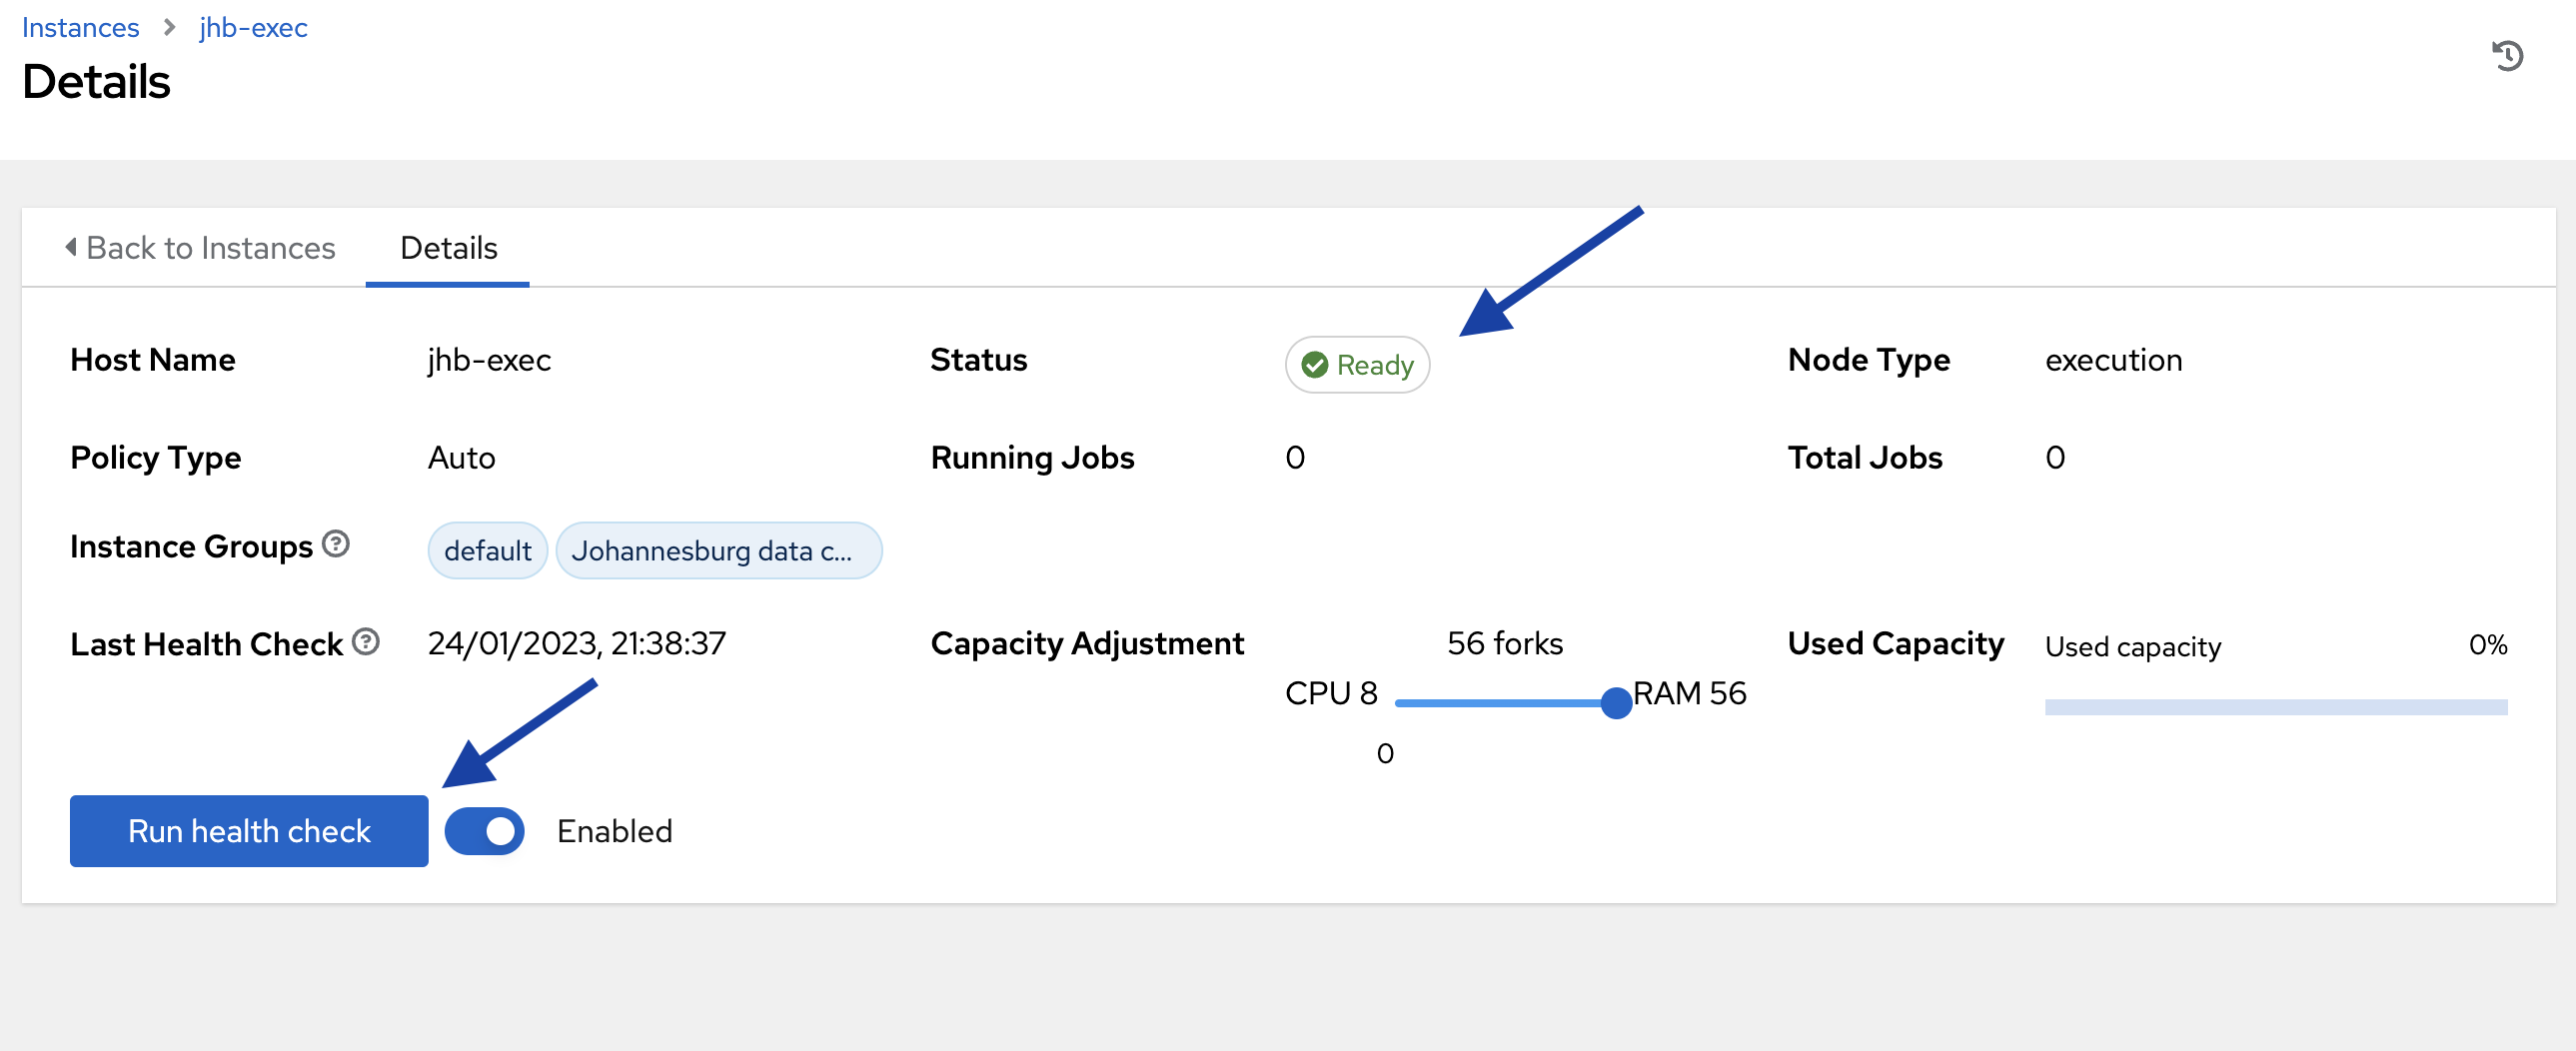 Instances > jhb-exec
Details
Back to Instances Details
Host Name jhb-exec Status Ready Node Type execution
Policy Type Auto Running Jobs 0 Total Jobs 0
Instance Groups default Johannesburg data c...
Last Health Check 24/01/2023, 21:38:37 Capacity Adjustment 56 forks Used Capacity Used capacity 0%
CPU 8 RAM 56
0
Run health check Enabled